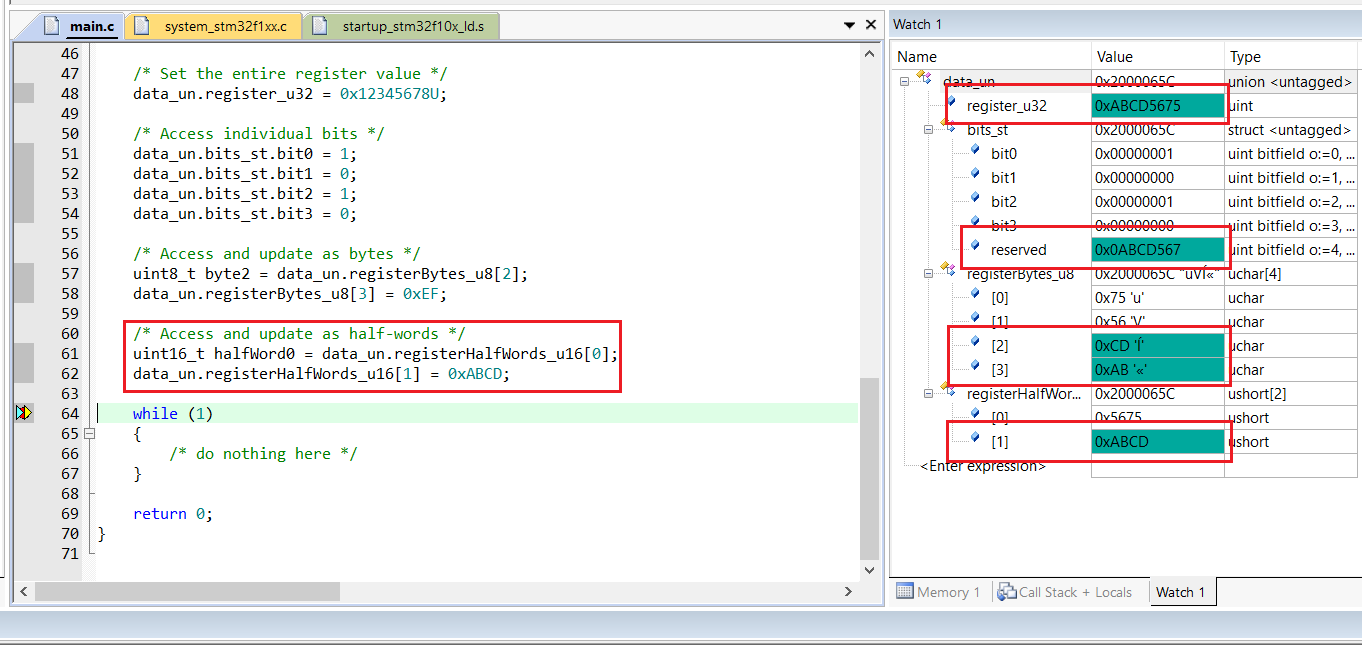 main.c system_stm32f1xx.c startup_stm32f10x_ld.s
46
47 /* Set the entire register value */
48 data_un.register_u32 = 0x12345678U;
49
50 /* Access individual bits */
51 data_un.bits_st.bit0 = 1;
52 data_un.bits_st.bit1 = 0;
53 data_un.bits_st.bit2 = 1;
54 data_un.bits_st.bit3 = 0;
55
56 /* Access and update as bytes */
57 uint8_t byte2 = data_un.registerBytes_u8[2];
58 data_un.registerBytes_u8[3] = 0xEF;
59
60 /* Access and update as half-words */
61 uint16_t halfWord0 = data_un.registerHalfWords_u16[0];
62 data_un.registerHalfWords_u16[1] = 0xABCD;
63
64 while (1)
65 {
66 /* do nothing here */
67 }
68
69 return 0;
70 }
71
Watch 1
Name Value Type
data_un 0x2000065C union <untagged>
register_u32 0xABCD5675 uint
bits_st 0x2000065C struct <untagged>
bit0 0x00000001 uint bitfield o:=0, ...
bit1 0x00000000 uint bitfield o:=1, ...
bit2 0x00000001 uint bitfield o:=2, ...
bit3 0x00000000 uint bitfield o:=3, ...
reserved 0x0ABCD567 uint bitfield o:=4, ...
registerBytes_u8 0x2000065C "uVÍ«" uchar[4]
[0] 0x75 'u' uchar
[1] 0x56 'V' uchar
[2] 0xCD 'Í' uchar
[3] 0xAB '«' uchar
registerHalfWor... 0x2000065C ushort[2]
[0] 0x5675 ushort
[1] 0xABCD ushort
<Enter expression>
Memory 1 Call Stack + Locals Watch 1